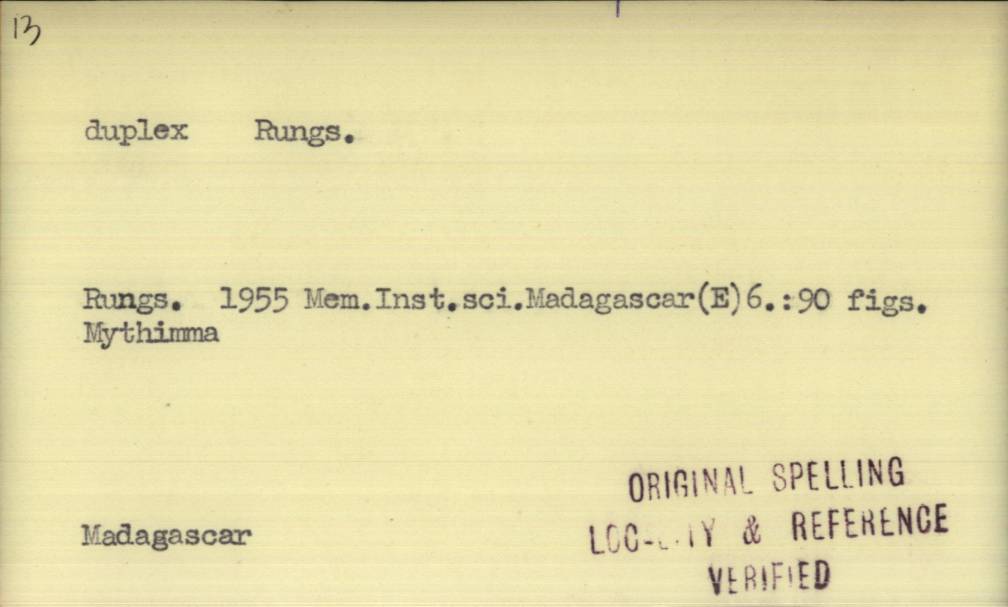 13
duplex Rungs.
Rungs. 1955 Mem.Inst.sci.Madagascar(E)6.:90 figs.
Mythimma
Madagascar
ORIGINAL SPELLING
& REFERENCE
VERIFIED